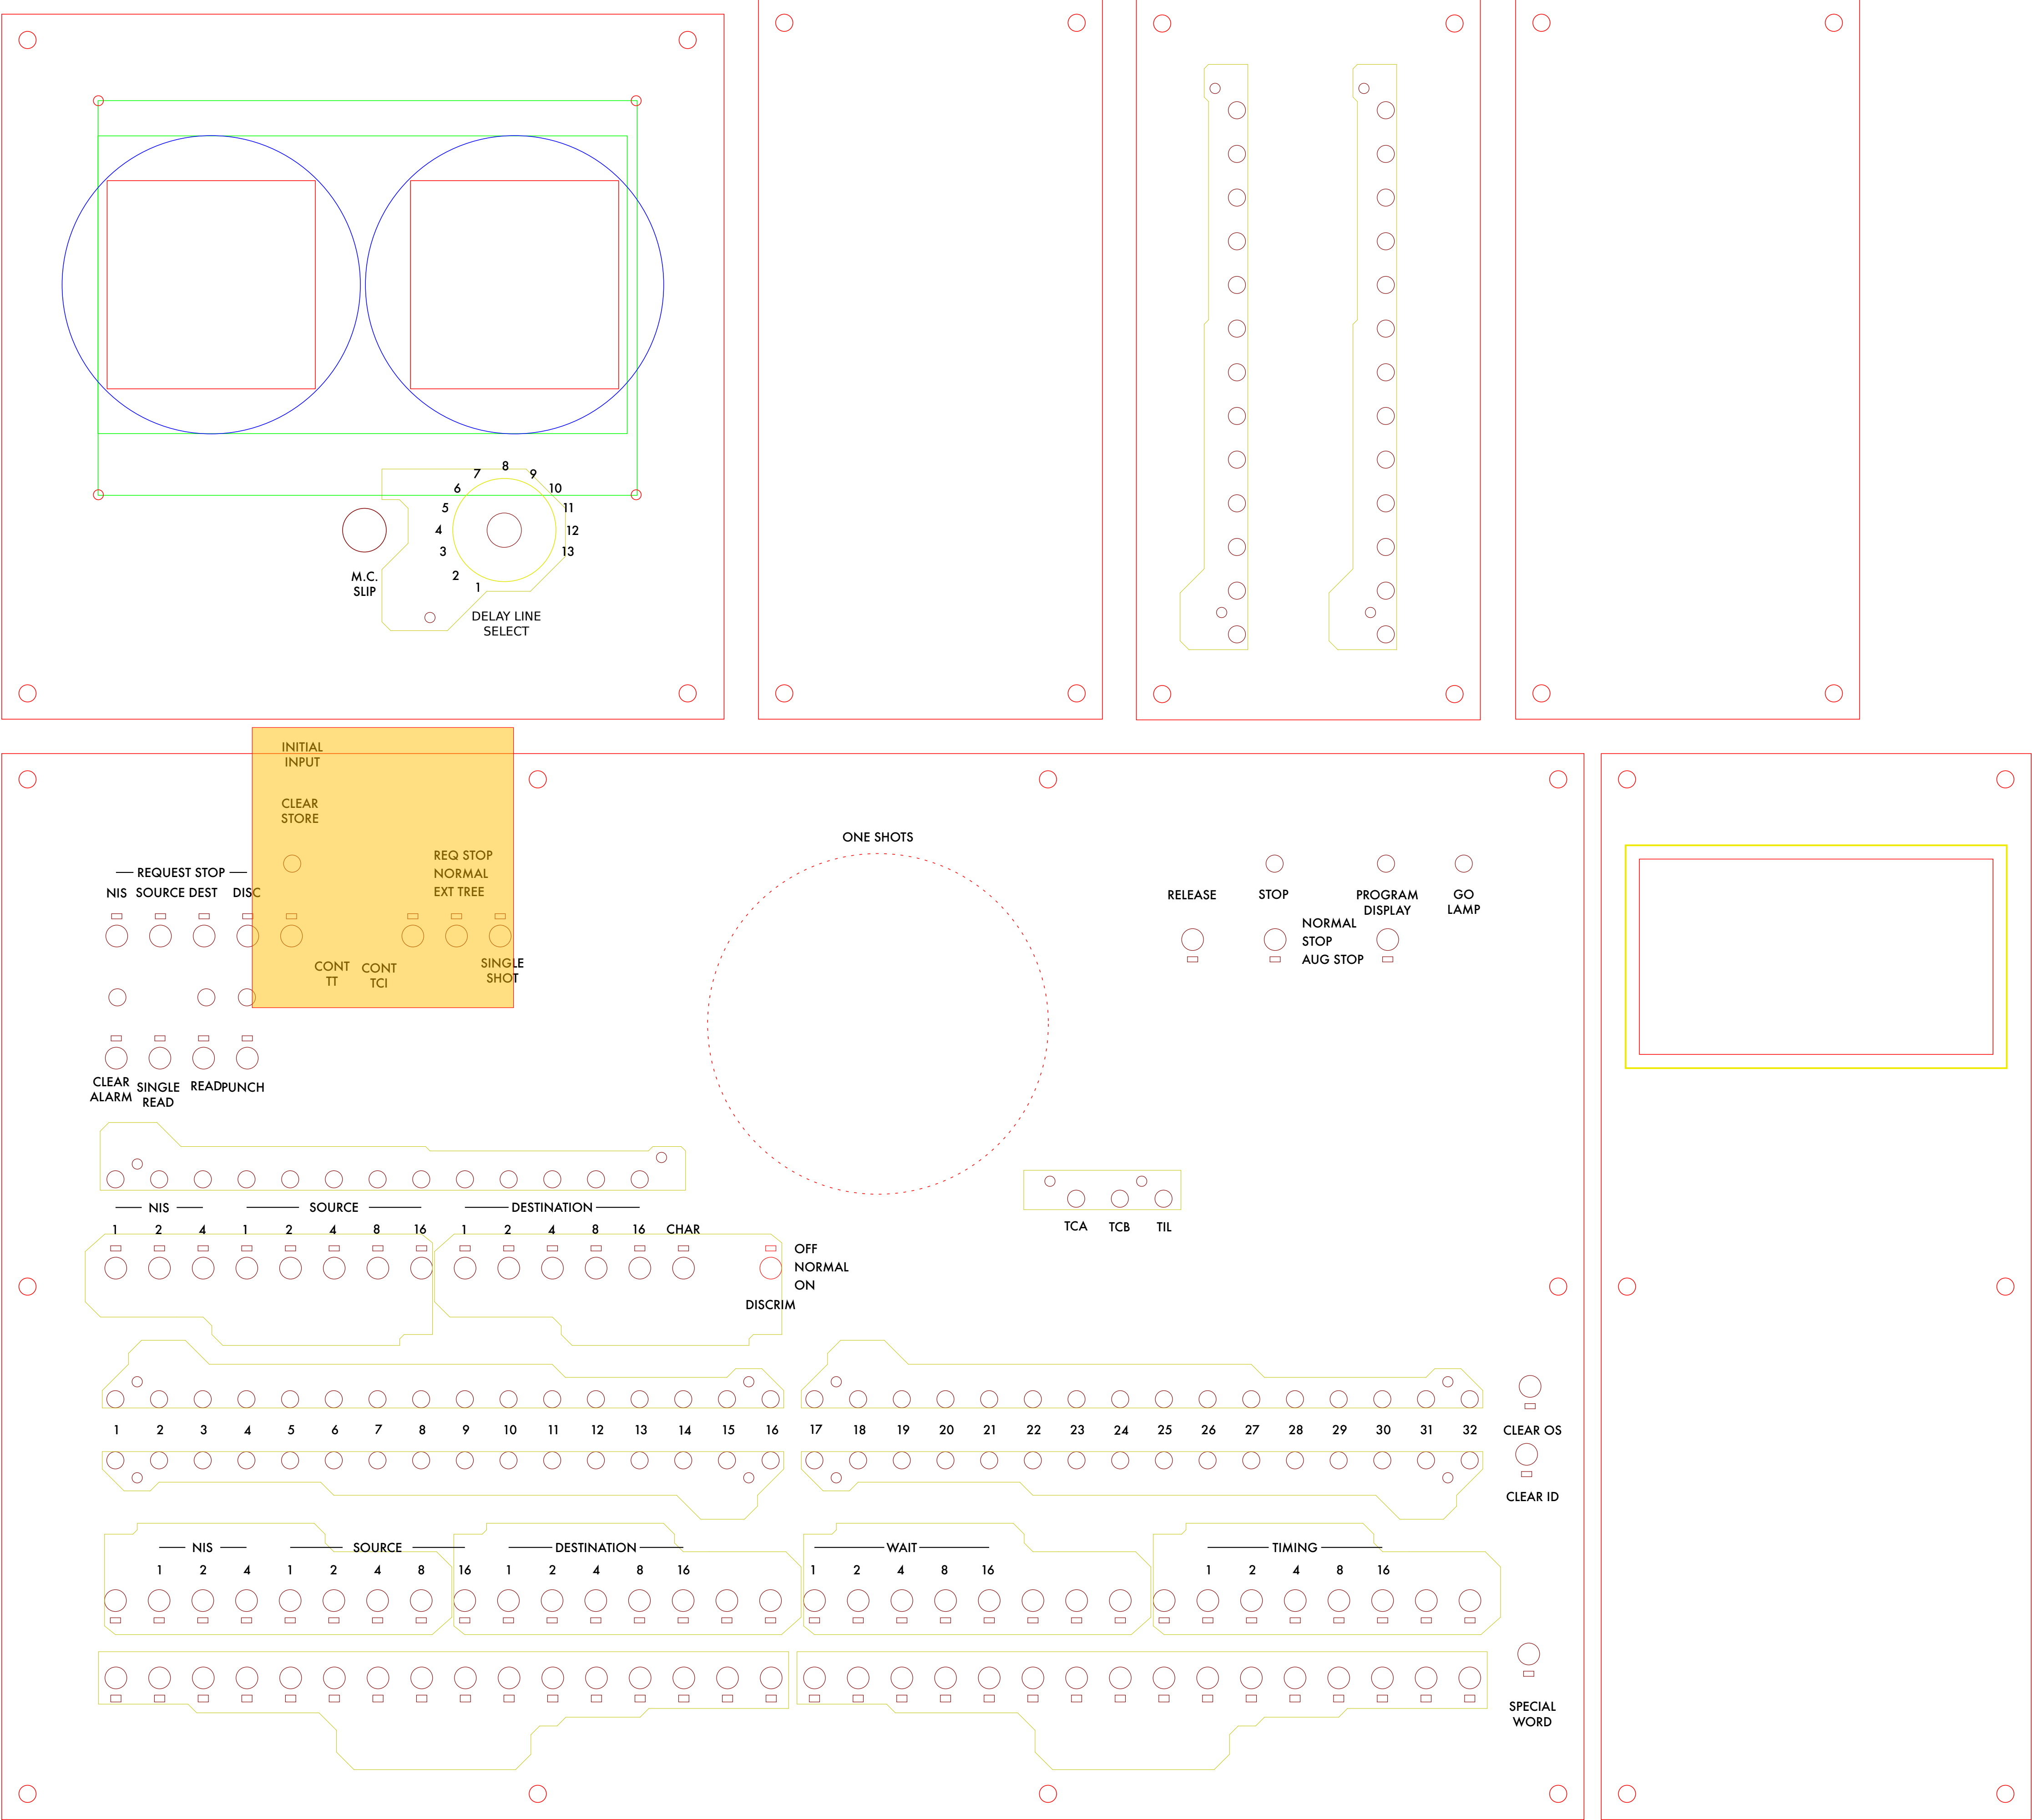 7 8 9
6 10
5 11
4 12
3 13
2
1
M.C.
SLIP
DELAY LINE
SELECT
INITIAL
INPUT
CLEAR
STORE
ONE SHOTS
REQ STOP
NORMAL
EXT TREE
REQUEST STOP
NIS SOURCE DEST DISC
RELEASE STOP PROGRAM
DISPLAY
GO
LAMP
NORMAL
STOP
AUG STOP
CONT
TT
CONT
TCI
SINGLE
SHOT
CLEAR
ALARM
SINGLE
READ
READ PUNCH
NIS SOURCE DESTINATION
1 2 4 1 2 4 8 16 1 2 4 8 16 CHAR
TCA TCB TIL
OFF
NORMAL
ON
DISCRIM
1 2 3 4 5 6 7 8 9 10 11 12 13 14 15 16 17 18 19 20 21 22 23 24 25 26 27 28 29 30 31 32
CLEAR OS
CLEAR ID
NIS SOURCE DESTINATION WAIT TIMING
1 2 4 1 2 4 8 16 1 2 4 8 16 1 2 4 8 16 1 2 4 8 16
SPECIAL
WORD